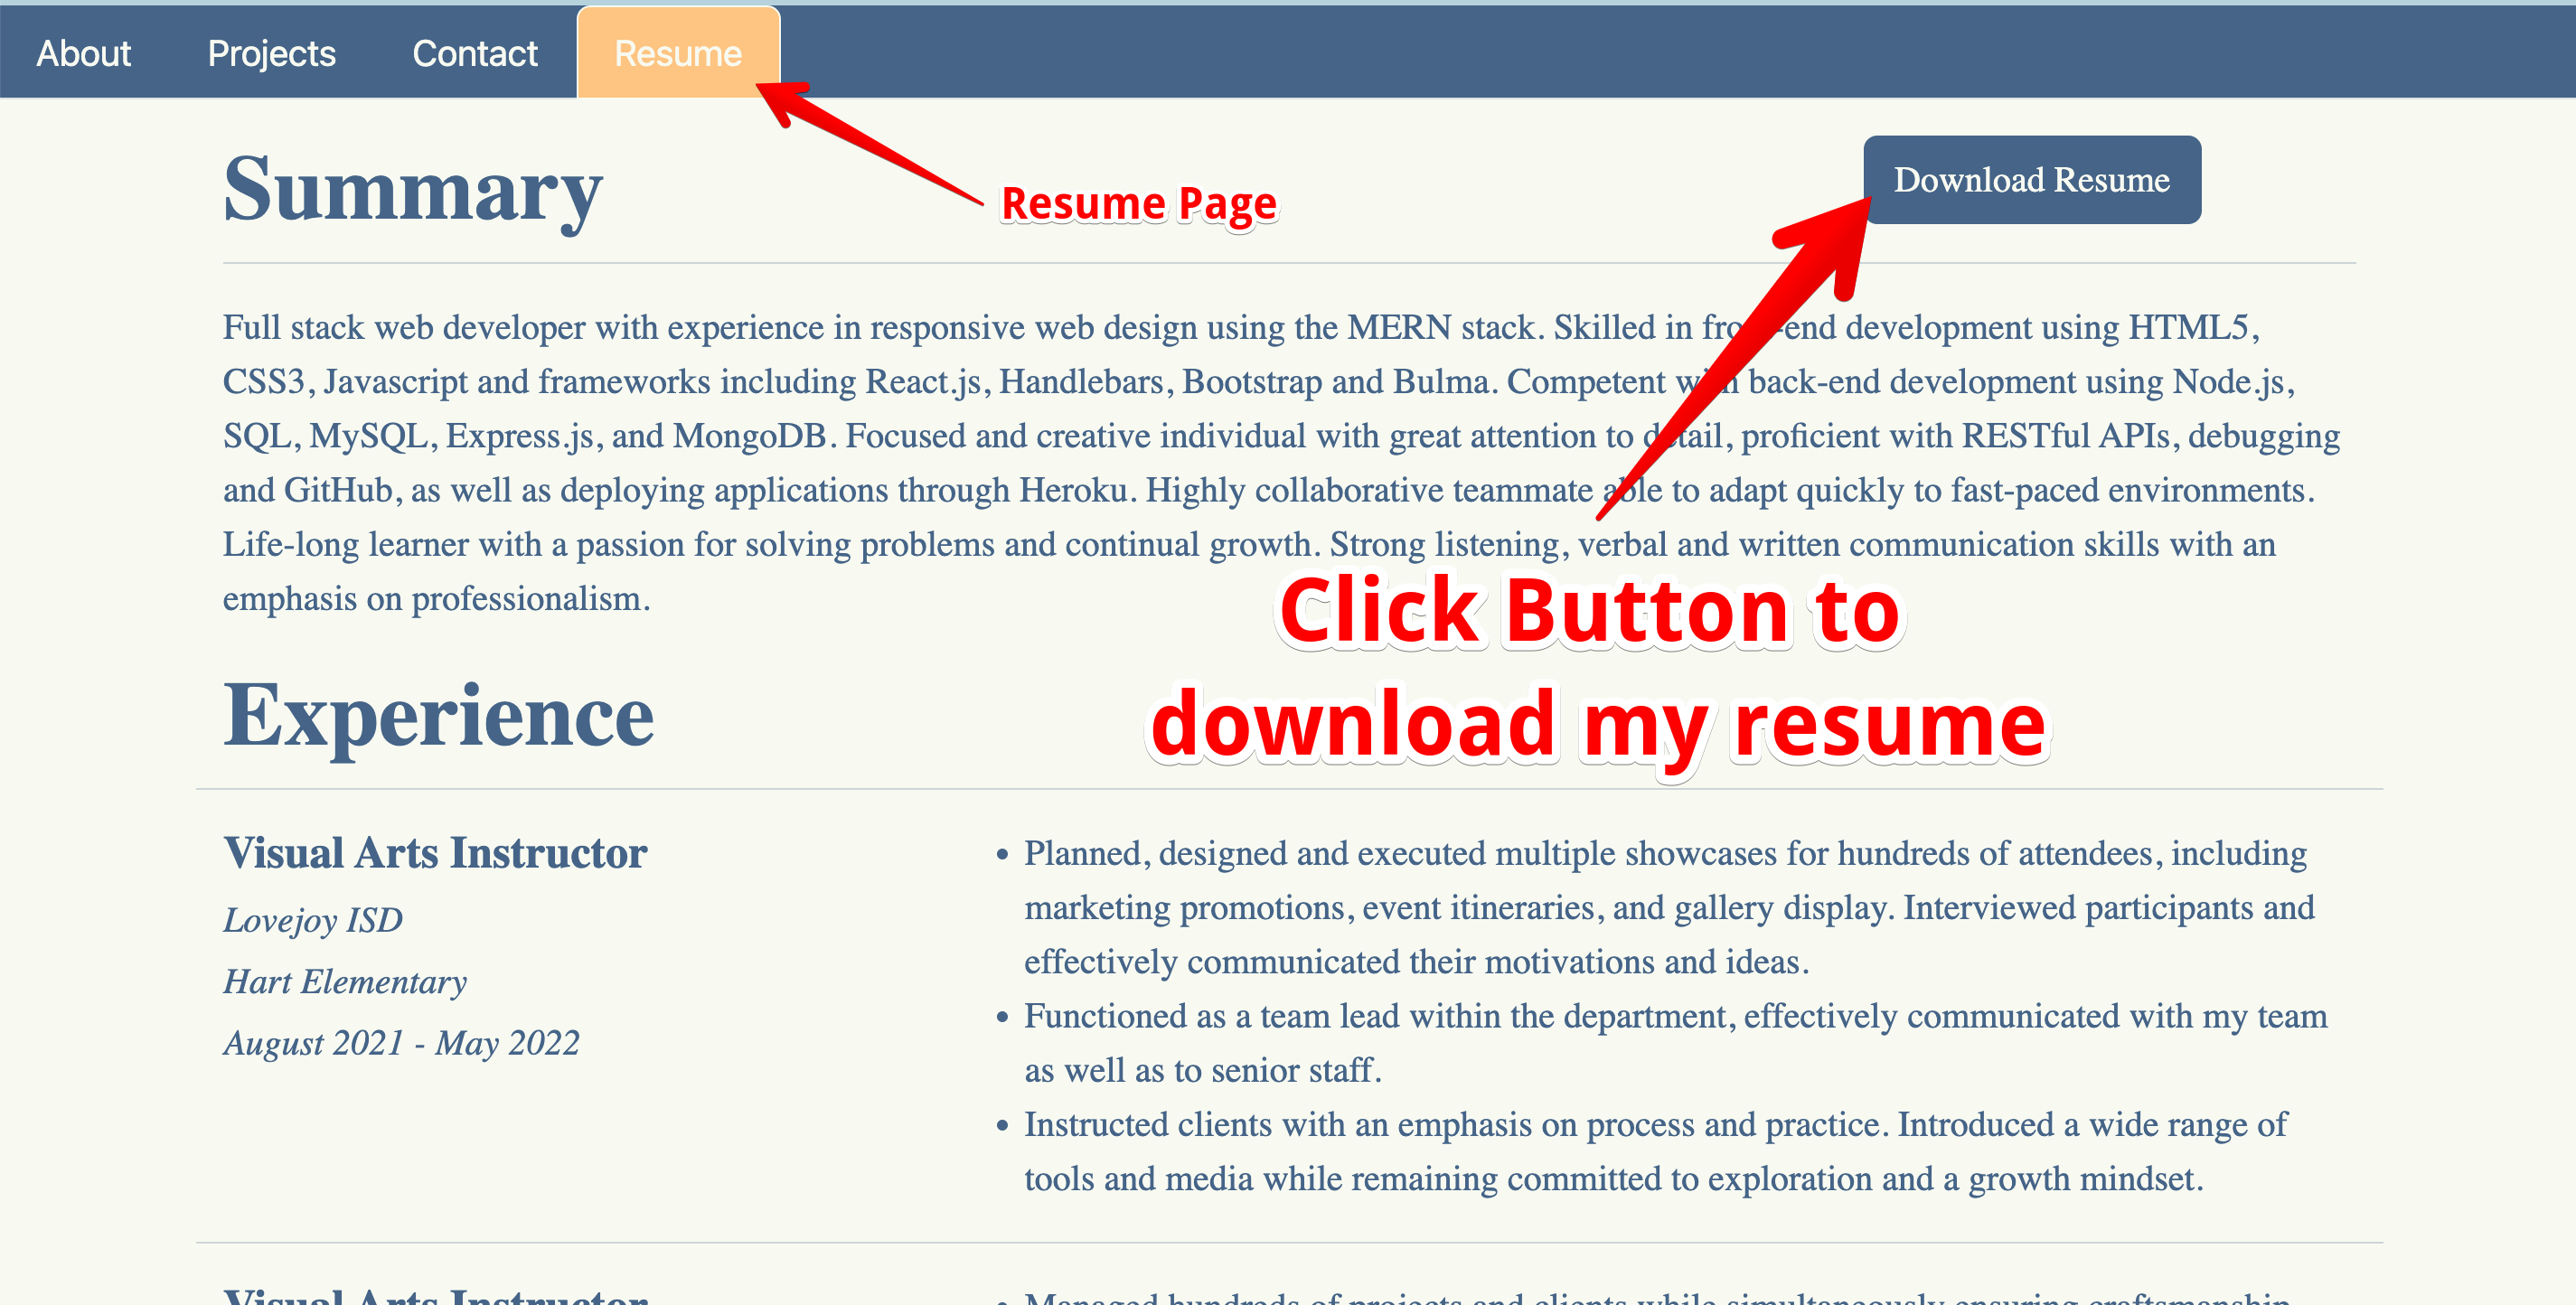 About Projects Contact Resume
Summary
Download Resume
Resume Page
Full stack web developer with experience in responsive web design using the MERN stack. Skilled in front-end development using HTML5,
CSS3, Javascript and frameworks including React.js, Handlebars, Bootstrap and Bulma. Competent with back-end development using Node.js,
SQL, MySQL, Express.js, and MongoDB. Focused and creative individual with great attention to detail, proficient with RESTful APIs, debugging
and GitHub, as well as deploying applications through Heroku. Highly collaborative teammate able to adapt quickly to fast-paced environments.
Life-long learner with a passion for solving problems and continual growth. Strong listening, verbal and written communication skills with an
emphasis on professionalism.
Click Button to
download my resume
Experience
Visual Arts Instructor
Lovejoy ISD
Hart Elementary
August 2021 - May 2022
• Planned, designed and executed multiple showcases for hundreds of attendees, including
marketing promotions, event itineraries, and gallery display. Interviewed participants and
effectively communicated their motivations and ideas.
• Functioned as a team lead within the department, effectively communicated with my team
as well as to senior staff.
• Instructed clients with an emphasis on process and practice. Introduced a wide range of
tools and media while remaining committed to exploration and a growth mindset.
Visual Arts Instructor
• Managed hundreds of projects and clients while simultaneously ensuring craftsmanship